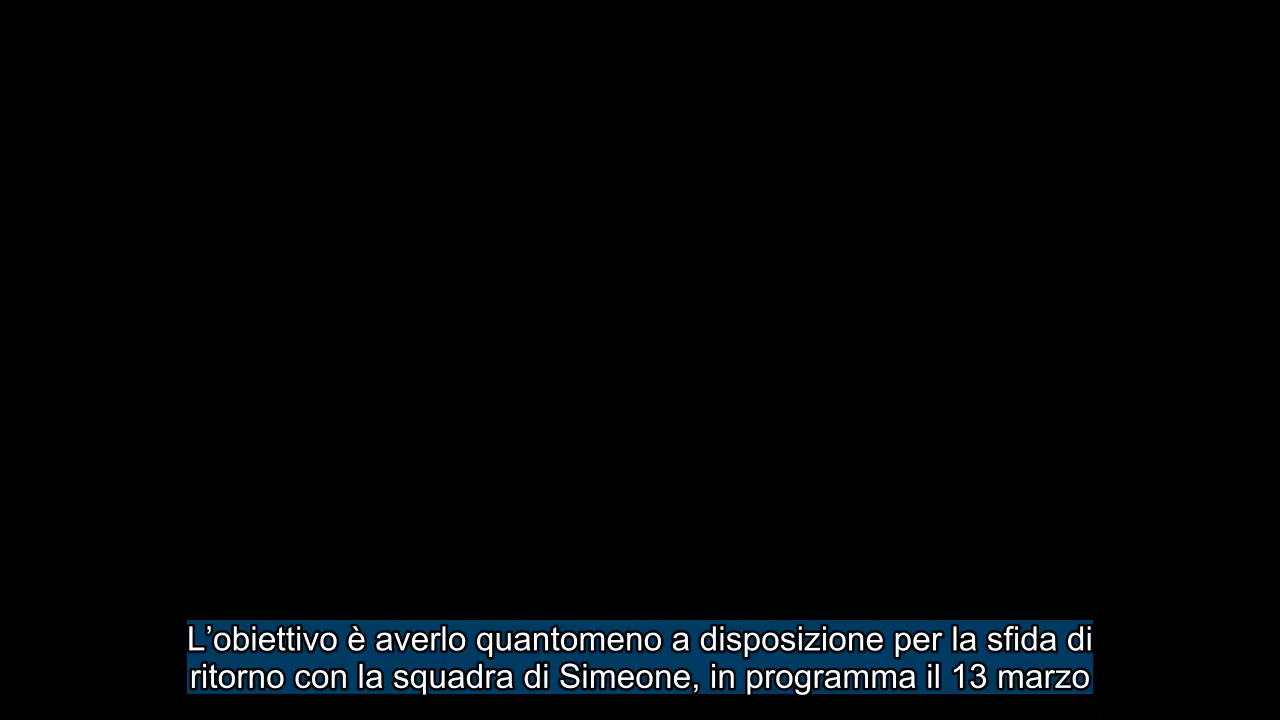 L’obiettivo è averlo quantomeno a disposizione per la sfida di
ritorno con la squadra di Simeone, in programma il 13 marzo